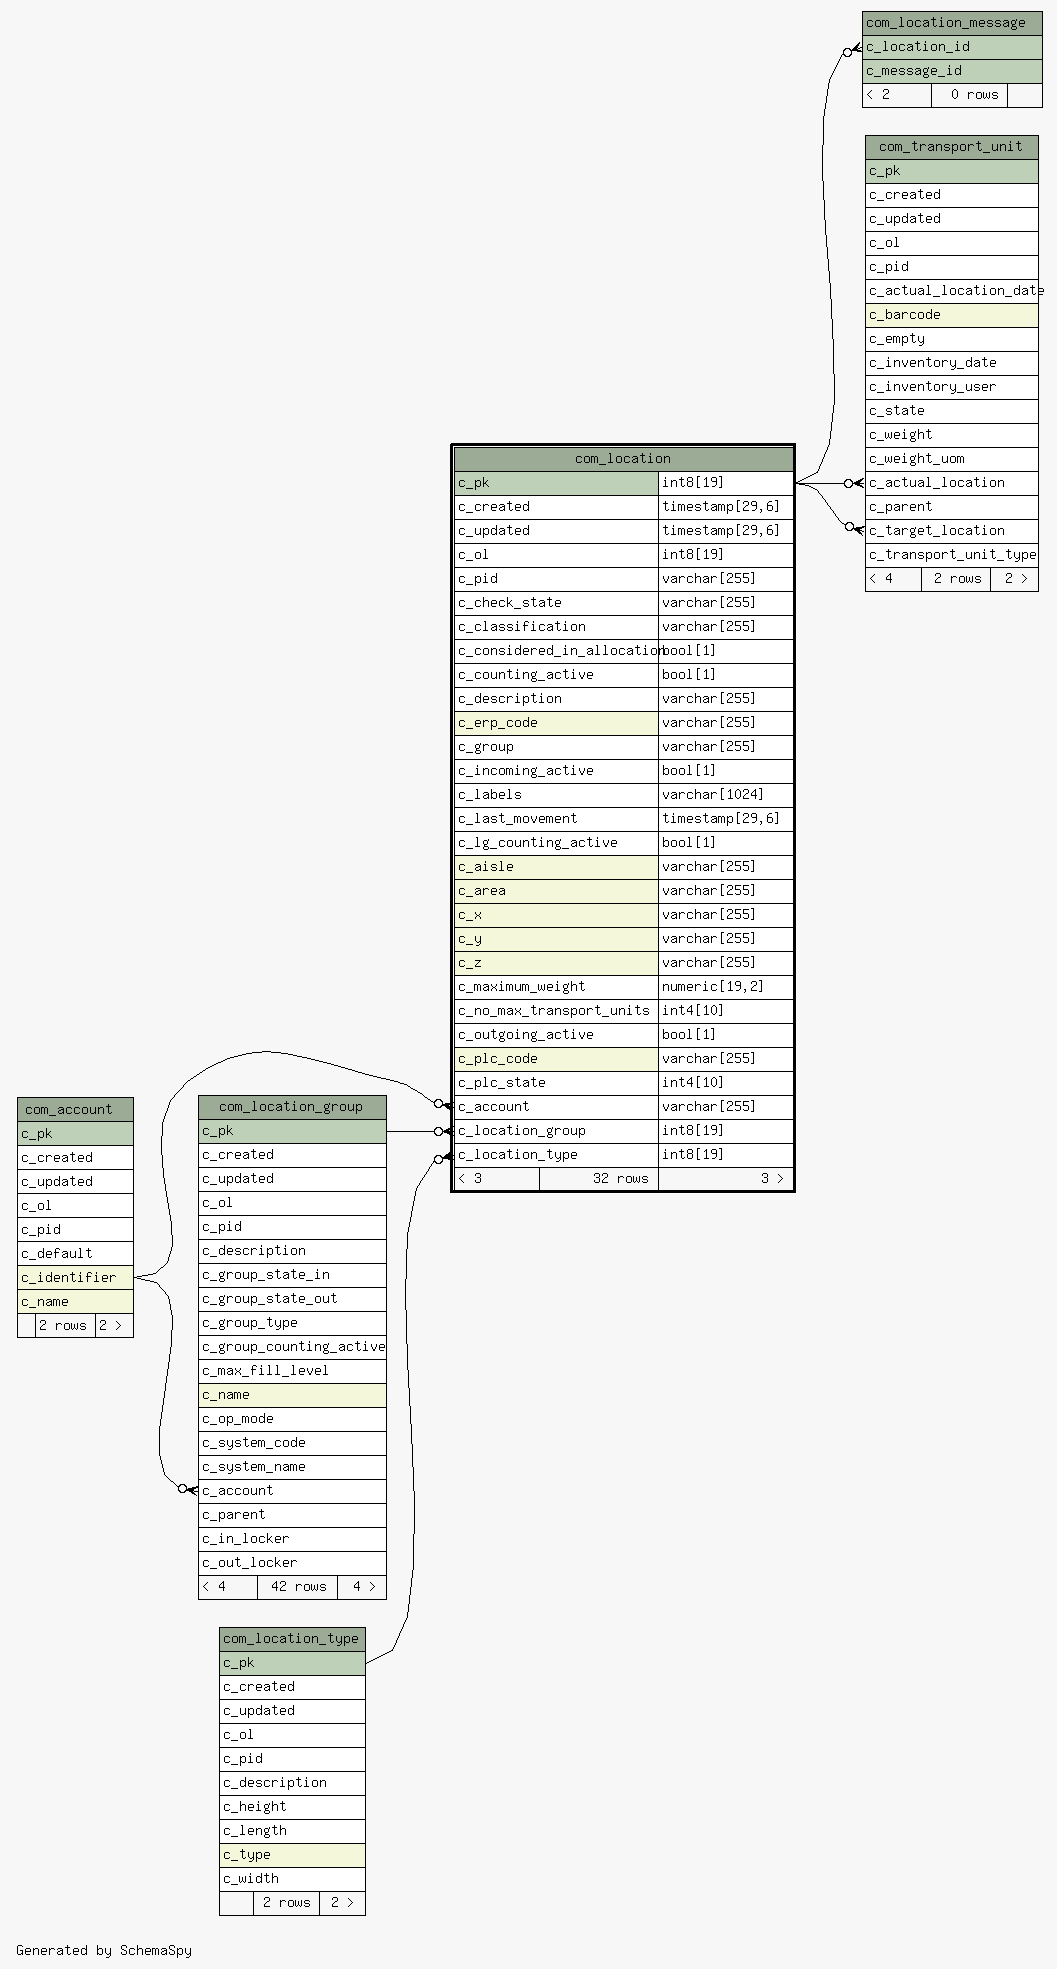 com_location_message
c_location_id
c_message_id
< 2 0 rows
com_transport_unit
c_pk
c_created
c_updated
c_ol
c_pid
c_actual_location_date
c_barcode
c_empty
c_inventory_date
c_inventory_user
c_state
c_weight
c_weight_uom
c_actual_location
c_parent
c_target_location
c_transport_unit_type
< 4 2 rows 2 >
com_location
c_pk int8[19]
c_created timestamp[29,6]
c_updated timestamp[29,6]
c_ol int8[19]
c_pid varchar[255]
c_check_state varchar[255]
c_classification varchar[255]
c_considered_in_allocation bool[1]
c_counting_active bool[1]
c_description varchar[255]
c_erp_code varchar[255]
c_group varchar[255]
c_incoming_active bool[1]
c_labels varchar[1024]
c_last_movement timestamp[29,6]
c_lg_counting_active bool[1]
c_aisle varchar[255]
c_area varchar[255]
c_x varchar[255]
c_y varchar[255]
c_z varchar[255]
c_maximum_weight numeric[19,2]
c_no_max_transport_units int4[10]
c_outgoing_active bool[1]
c_plc_code varchar[255]
c_plc_state int4[10]
c_account varchar[255]
c_location_group int8[19]
c_location_type int8[19]
< 3 32 rows 3 >
com_account
c_pk
c_created
c_updated
c_ol
c_pid
c_default
c_identifier
c_name
2 rows 2 >
com_location_group
c_pk
c_created
c_updated
c_ol
c_pid
c_description
c_group_state_in
c_group_state_out
c_group_type
c_group_counting_active
c_max_fill_level
c_name
c_op_mode
c_system_code
c_system_name
c_account
c_parent
c_in_locker
c_out_locker
< 4 42 rows 4 >
com_location_type
c_pk
c_created
c_updated
c_ol
c_pid
c_description
c_height
c_length
c_type
c_width
2 rows 2 >
Generated by SchemaSpy